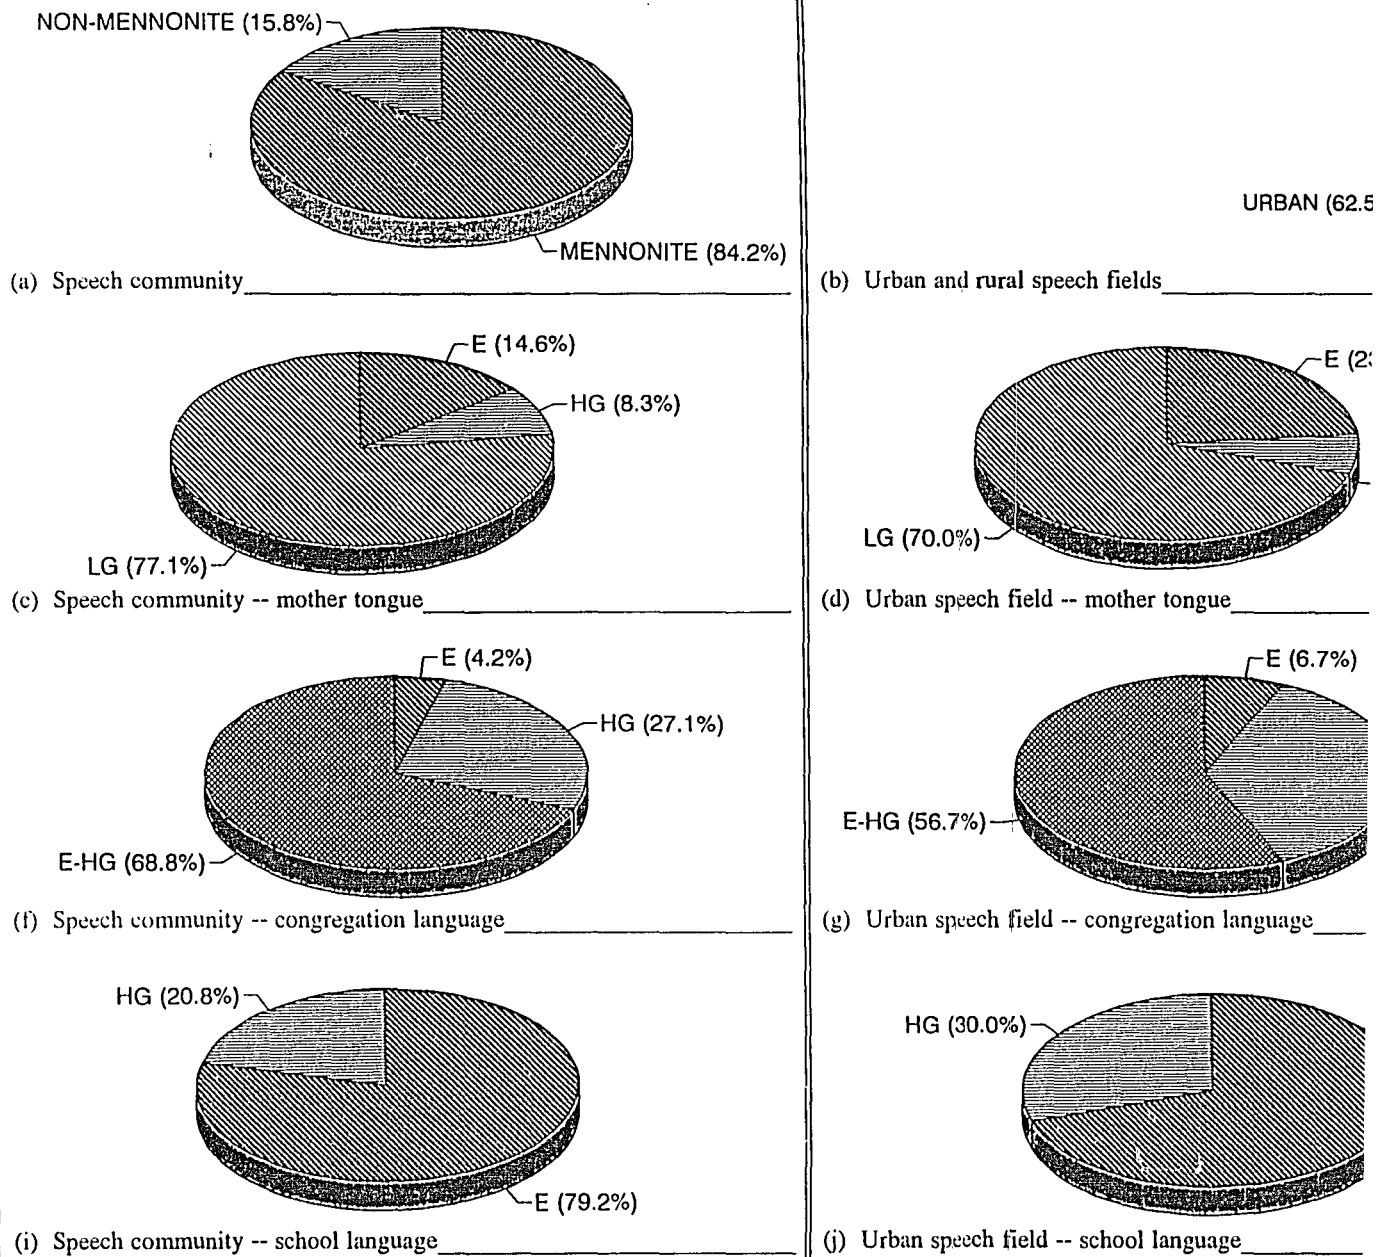 NON-MENNONITE (15.8%)
MENNONITE (84.2%)
(a) Speech community
URBAN (62.5
(b) Urban and rural speech fields
E (14.6%)
HG (8.3%)
LG (77.1%)
(c) Speech community -- mother tongue
E (23
LG (70.0%)
(d) Urban speech field -- mother tongue
E (4.2%)
HG (27.1%)
E-HG (68.8%)
(f) Speech community -- congregation language
E (6.7%)
E-HG (56.7%)
(g) Urban speech field -- congregation language
HG (20.8%)
E (79.2%)
(i) Speech community -- school language
HG (30.0%)
(j) Urban speech field -- school language